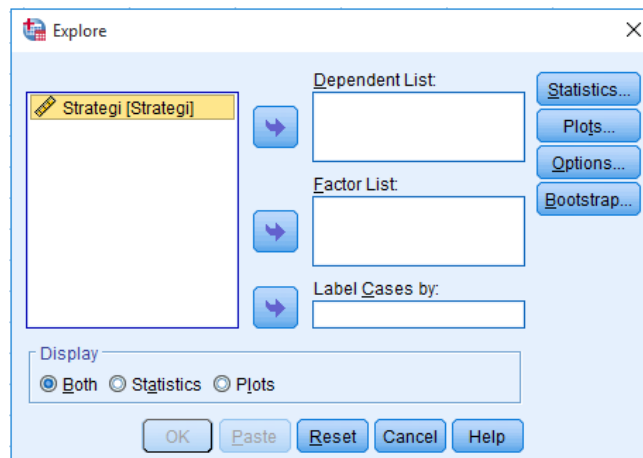 Explore
Strategi [Strategi]
Dependent List:
Factor List:
Label Cases by:
Statistics...
Plots...
Options...
Bootstrap...
Display
Both Statistics Plots
OK Paste Reset Cancel Help